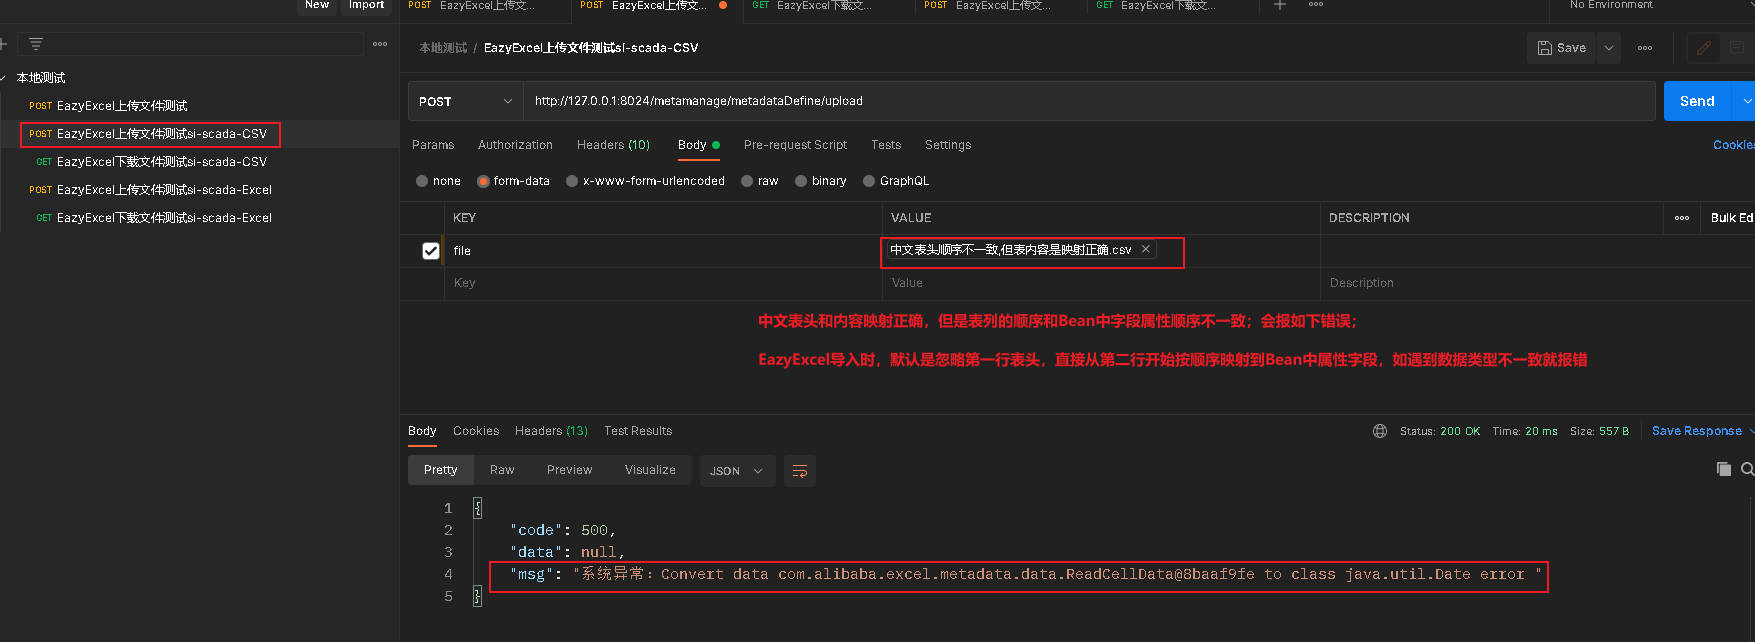 New Import
POST EazyExcel上传文... POST EazyExcel上传文... GET EazyExcel下载文... POST EazyExcel上传文... GET EazyExcel下载文... No Environment
本地测试 / EazyExcel上传文件测试si-scada-CSV Save
本地测试
POST EazyExcel上传文件测试
POST EazyExcel上传文件测试si-scada-CSV
GET EazyExcel下载文件测试si-scada-CSV
POST EazyExcel上传文件测试si-scada-Excel
GET EazyExcel下载文件测试si-scada-Excel
POST http://127.0.0.1:8024/metamanage/metadataDefine/upload Send
Params Authorization Headers (10) Body Pre-request Script Tests Settings Cookies
none form-data x-www-form-urlencoded raw binary GraphQL
KEY VALUE DESCRIPTION Bulk Ed
file 中文表头顺序不一致,但表内容是映射正确.csv
Key Value Description
中文表头和内容映射正确，但是表列的顺序和Bean中字段属性顺序不一致；会报如下错误；
EazyExcel导入时，默认是忽略第一行表头，直接从第二行开始按顺序映射到Bean中属性字段，如遇到数据类型不一致就报错
Body Cookies Headers (13) Test Results Status: 200 OK Time: 20 ms Size: 557 B Save Response
Pretty Raw Preview Visualize JSON
1 {
2 "code": 500,
3 "data": null,
4 "msg": "系统异常：Convert data com.alibaba.excel.metadata.data.ReadCellData@8baaf9fe to class java.util.Date error "
5 }